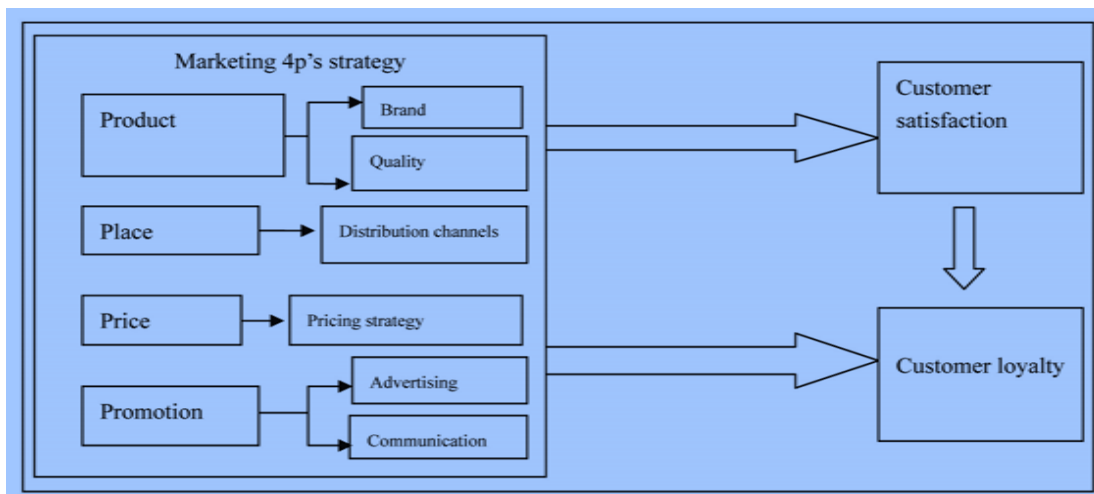 Marketing 4p's strategy
Product
Brand
Quality
Place
Distribution channels
Price
Pricing strategy
Promotion
Advertising
Communication
Customer
satisfaction
Customer loyalty